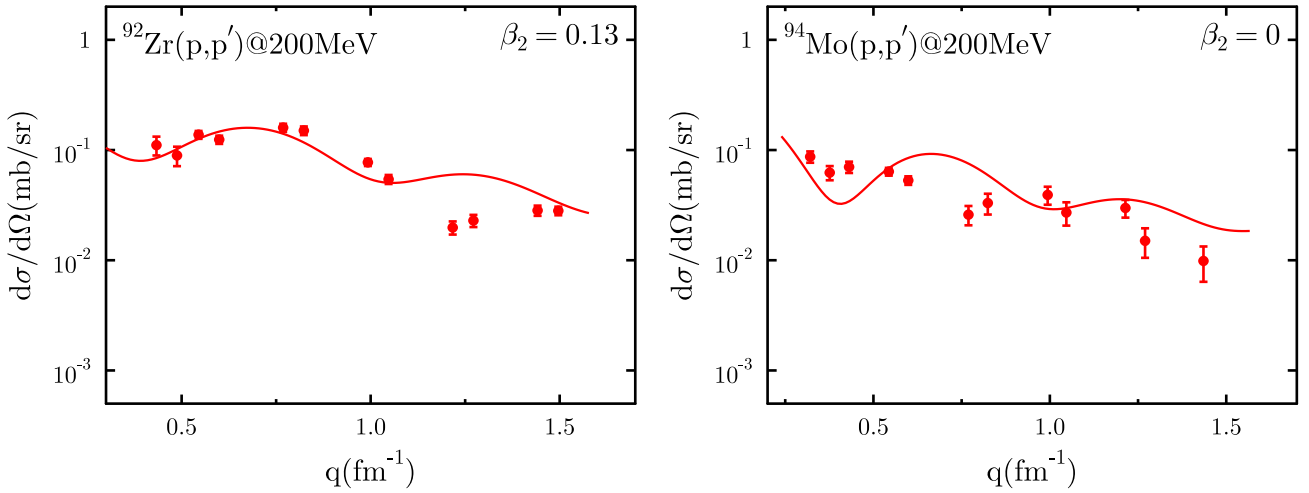 ⁹²Zr(p,p′)@200MeV
β₂ = 0.13
1
10⁻¹
10⁻²
10⁻³
dσ/dΩ(mb/sr)
0.5 1.0 1.5
q(fm⁻¹)
⁹⁴Mo(p,p′)@200MeV
β₂ = 0
1
10⁻¹
10⁻²
10⁻³
dσ/dΩ(mb/sr)
0.5 1.0 1.5
q(fm⁻¹)